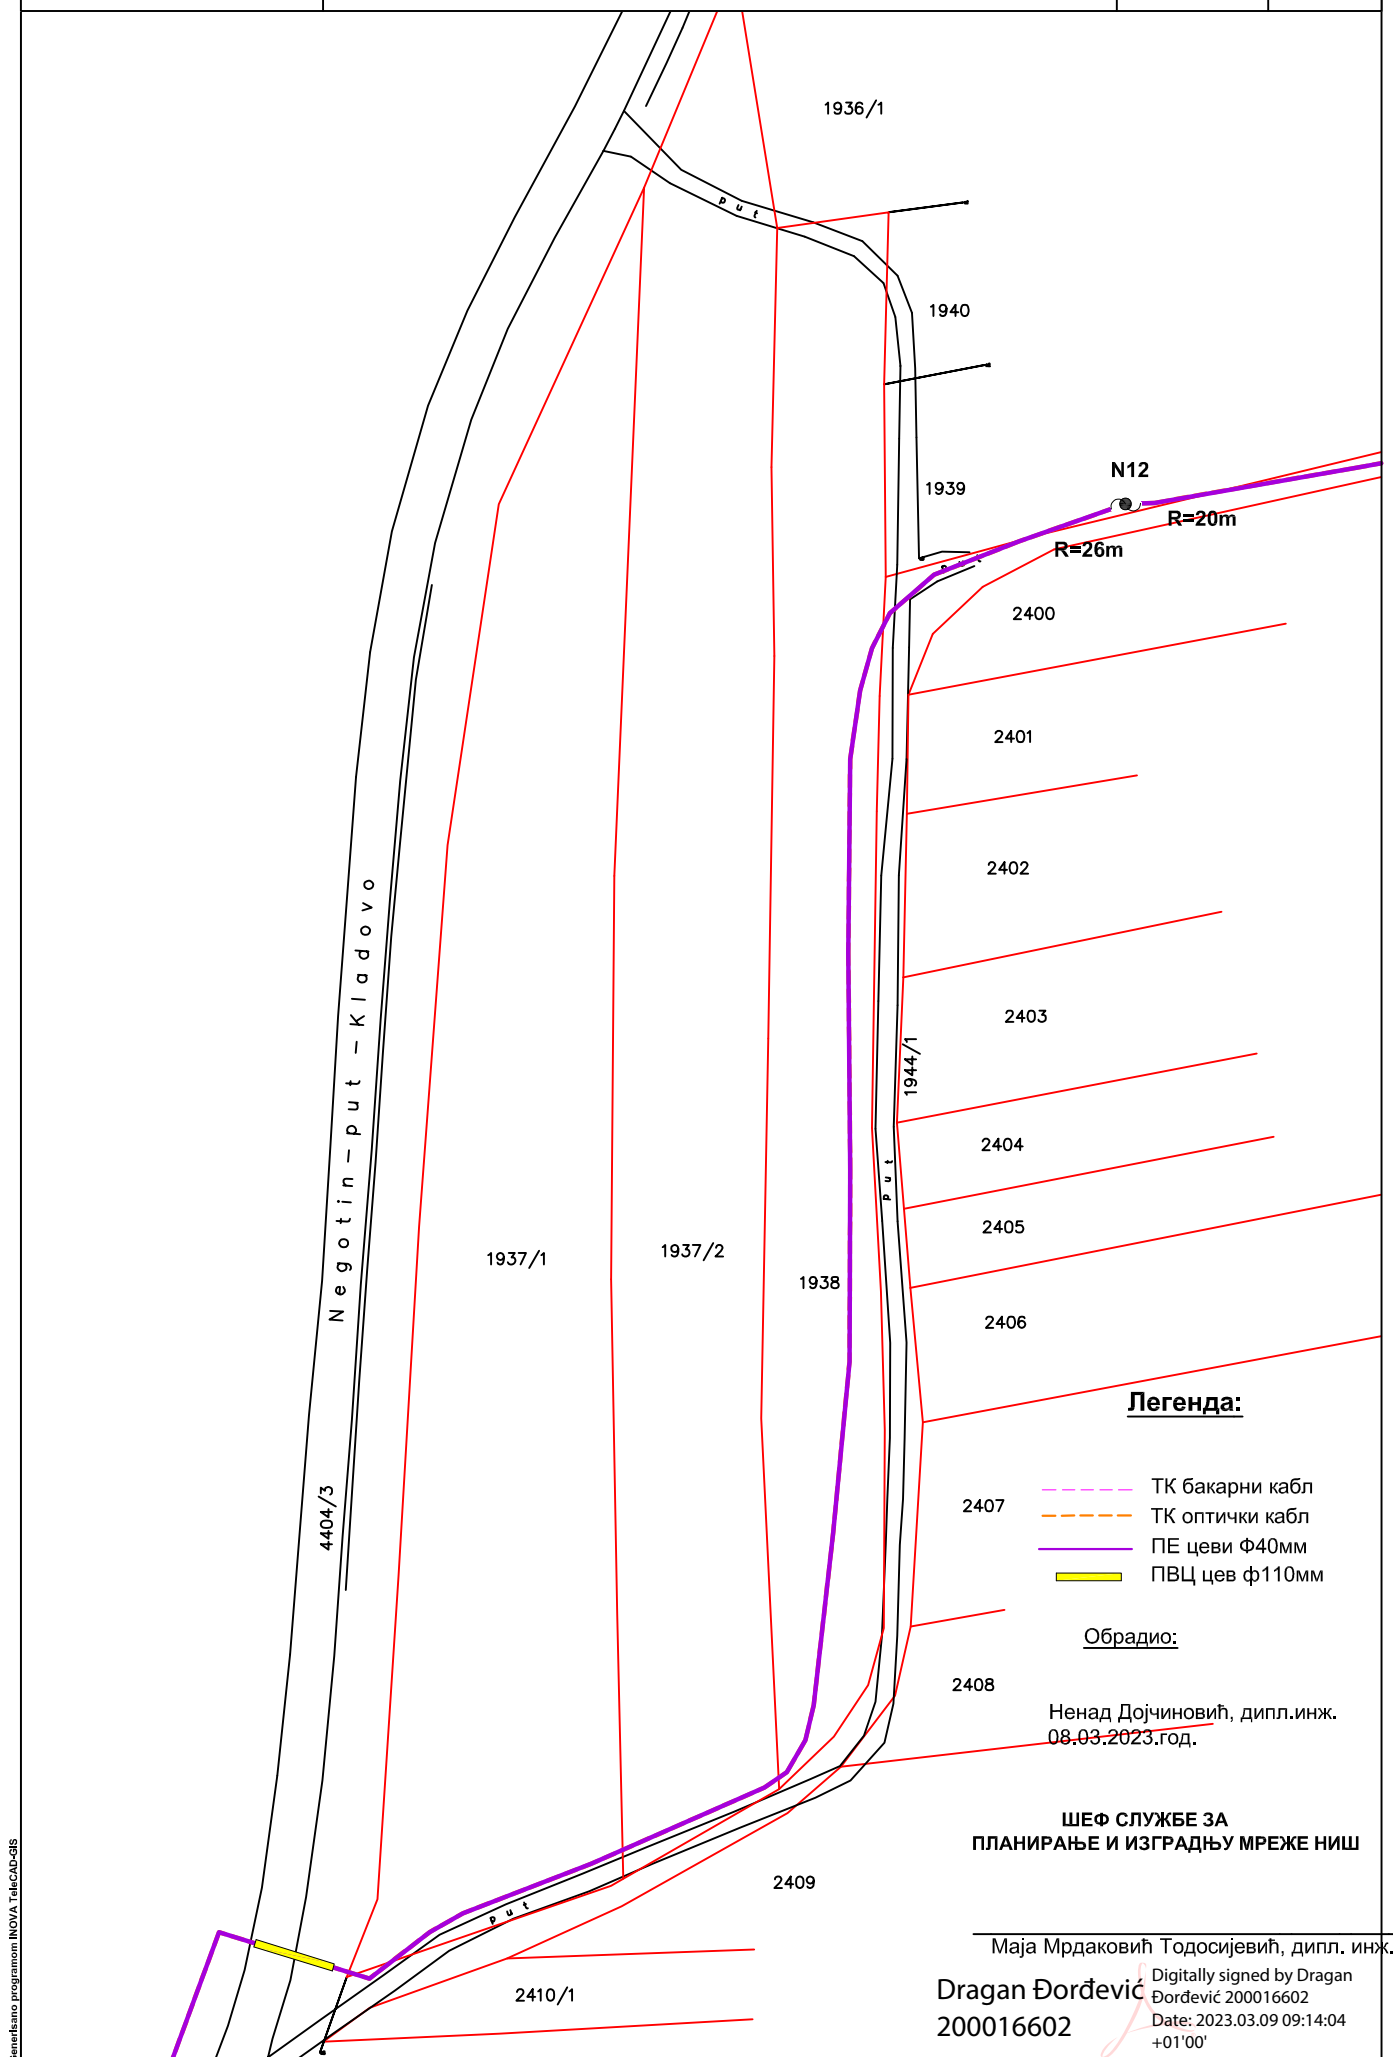 1936/1
put
1940
N12
1939
R=20m
R=26m
put
2400
2401
2402
Negotin-put-Kladovo
2403
1944/1
2404
put
2405
1937/1
1937/2
1938
2406
Легенда:
ТК бакарни кабл
2407
ТК оптички кабл
4404/3
ПЕ цеви Ф40мм
ПВЦ цев ф110мм
Обрадио:
2408
Ненад Дојчиновић, дипл.инж.
08.03.2023.год.
ШЕФ СЛУЖБЕ ЗА
ПЛАНИРАЊЕ И ИЗГРАДЊУ МРЕЖЕ НИШ
2409
put
Маја Мрдаковић Тодосијевић, дипл. инж.
2410/1
Dragan Đorđević
200016602
Digitally signed by Dragan
Đorđević 200016602
Date: 2023.03.09 09:14:04
+01'00'
Generisano programom INOVA TeleCAD-GIS